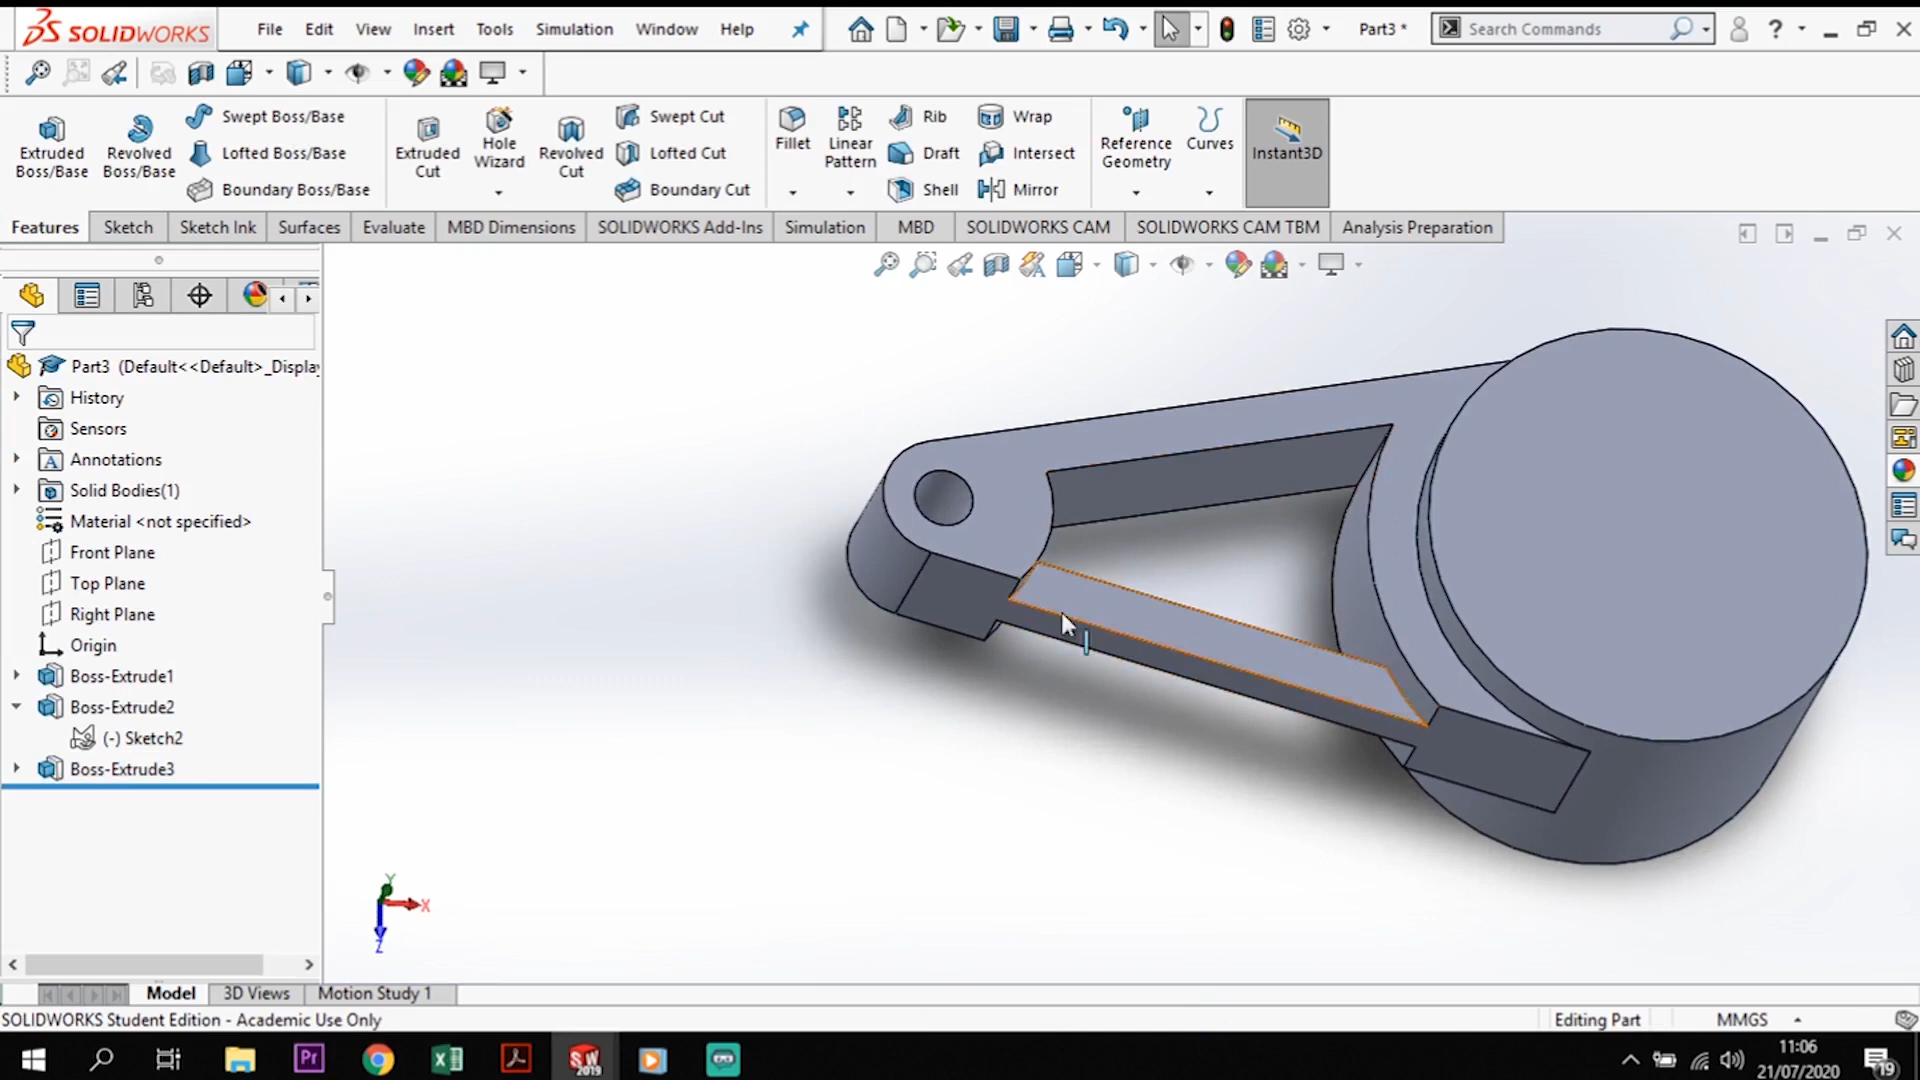 SOLIDWORKS File Edit View Insert Tools Simulation Window Help Part3 * Search Commands ?
Extruded Boss/Base
Revolved Boss/Base
Swept Boss/Base
Lofted Boss/Base
Boundary Boss/Base
Extruded Cut
Hole Wizard
Revolved Cut
Swept Cut
Lofted Cut
Boundary Cut
Fillet
Linear Pattern
Rib
Draft
Shell
Wrap
Intersect
Mirror
Reference Geometry
Curves
Instant3D
Features Sketch Sketch Ink Surfaces Evaluate MBD Dimensions SOLIDWORKS Add-Ins Simulation MBD SOLIDWORKS CAM SOLIDWORKS CAM TBM Analysis Preparation
Part3 (Default<<Default>_Display
History
Sensors
Annotations
Solid Bodies(1)
Material <not specified>
Front Plane
Top Plane
Right Plane
Origin
Boss-Extrude1
Boss-Extrude2
(-) Sketch2
Boss-Extrude3
Y
X
Z
Model 3D Views Motion Study 1
SOLIDWORKS Student Edition - Academic Use Only Editing Part MMGS
Pr SW 2019
11:06
21/07/2020
19